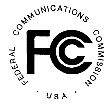 FEDERAL COMMUNICATIONS COMMISSION
FCC
• USA •